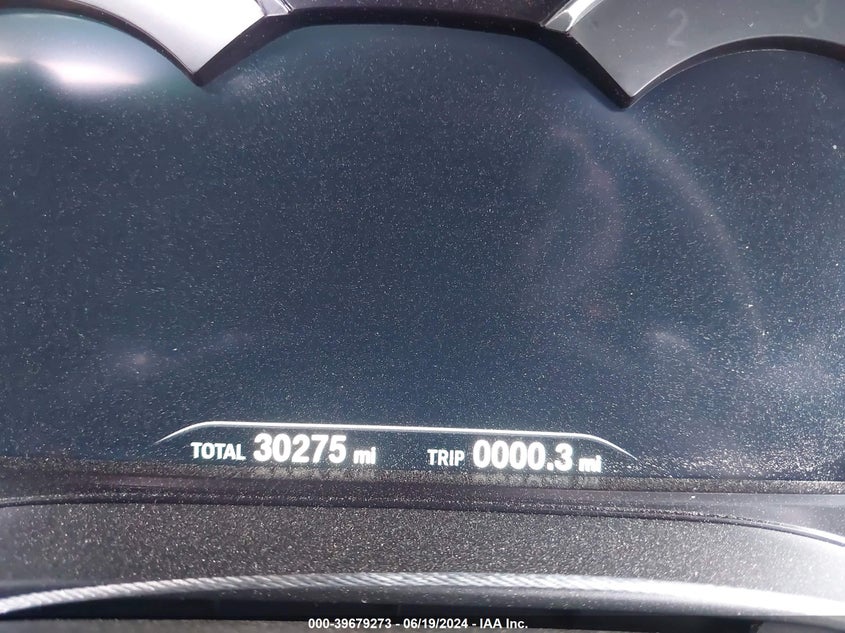 2 3
TOTAL 30275 mi TRIP 0000.3 mi
000-39679273 - 06/19/2024 - IAA Inc.